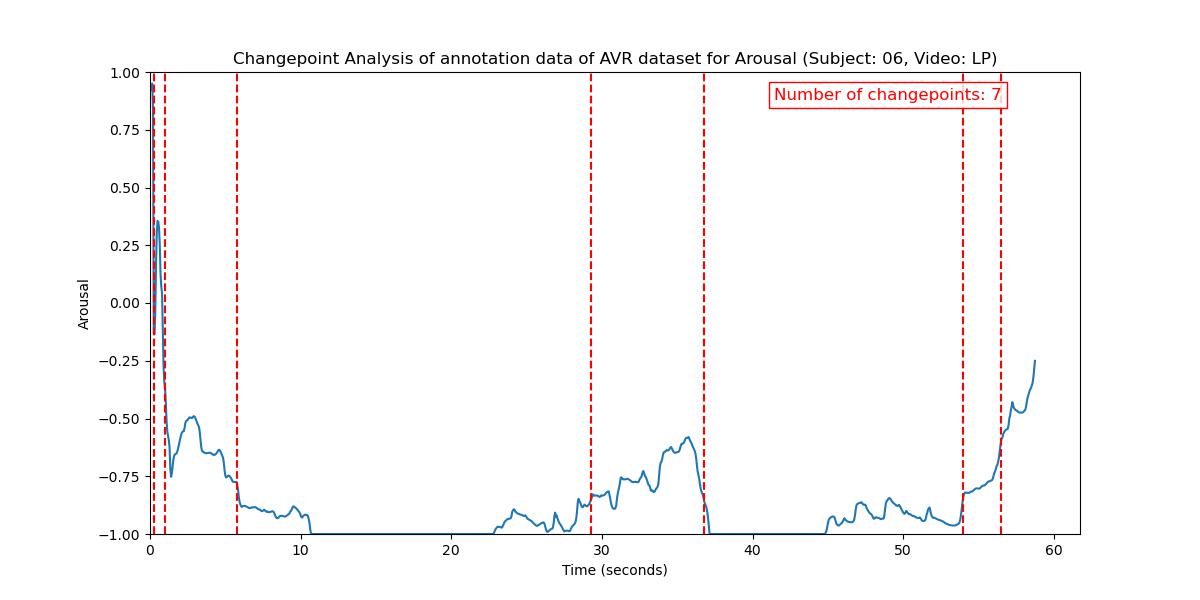 Changepoint Analysis of annotation data of AVR dataset for Arousal (Subject: 06, Video: LP)
Number of changepoints: 7
1.00
0.75
0.50
0.25
0.00
−0.25
−0.50
−0.75
−1.00
Arousal
0 10 20 30 40 50 60
Time (seconds)